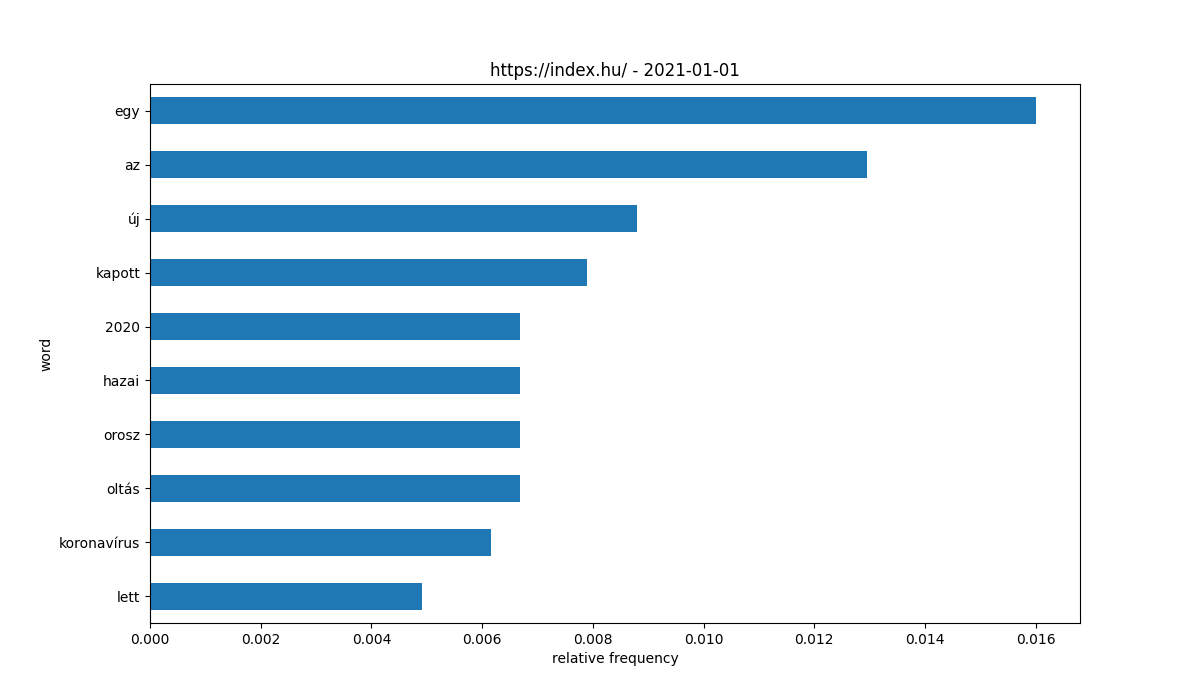 https://index.hu/ - 2021-01-01
egy
az
új
kapott
2020
hazai
orosz
oltás
koronavírus
lett
word
0.000 0.002 0.004 0.006 0.008 0.010 0.012 0.014 0.016
relative frequency